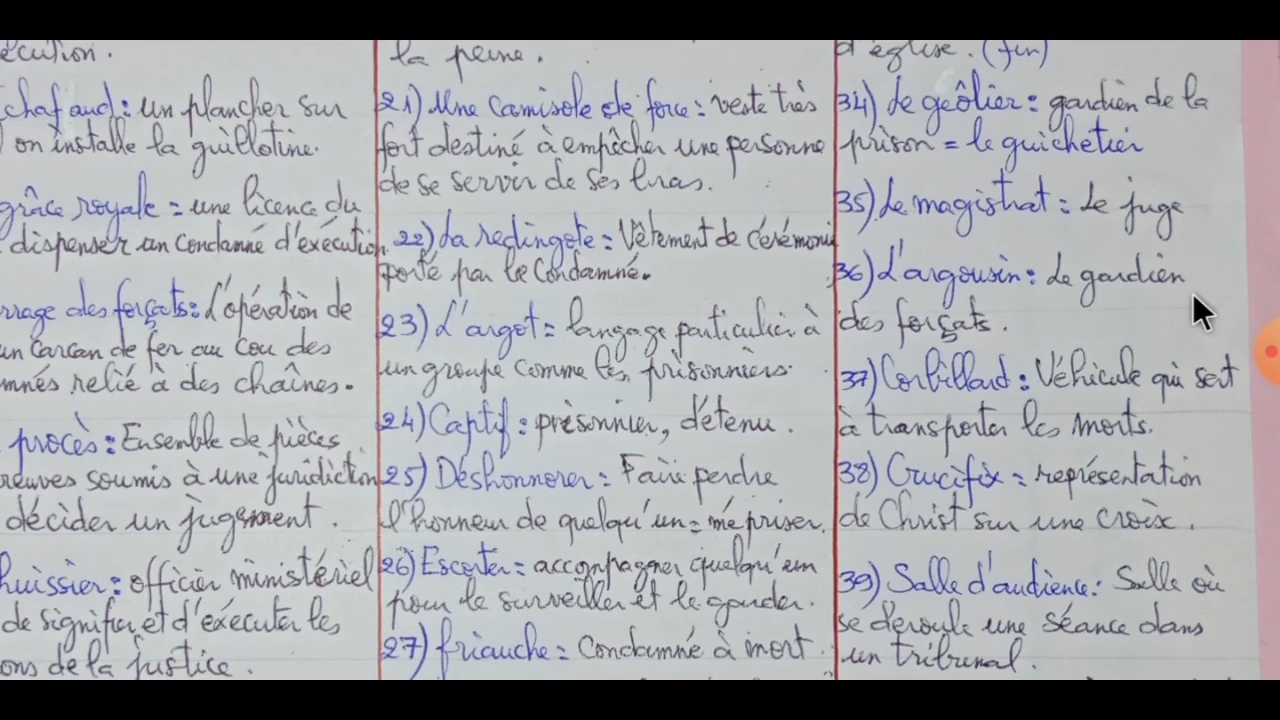 écution.
chafaud : un plancher sur
on installe la guillotine.
grâce royale = une licence du
dispenser un condamné d'exécution
rrage des forçats : L'opération de
un carcan de fer au cou des
mnés relié à des chaînes.
procès : Ensemble de pièces
reuves soumis à une juridiction
décider un jugement.
huissier : officier ministériel
de signifier et d'exécuter les
ons de la justice.
la peine.
21) Une camisole de force : veste très
fort destiné à empêcher une personne
de se servir de ses bras.
22) La redingote = Vêtement de cérémonie
porté par le Condamné.
23) L'argot = langage particulier à
un groupe comme les prisonniers.
24) Captif : prisonnier, détenu.
25) Déshonnorer = Faire perdre
l'honneur de quelqu'un = mépriser.
26) Escorter = accompagner quelqu'un
pour le surveiller et le garder.
27) friauche = Condamné à mort.
d'église. (fin)
34) Le geôlier : gardien de la
prison = le guichetier
35) Le magistrat = Le juge
36) L'argousin : Le gardien
des forçats.
37) Corbillard : Véhicule qui sert
à transporter les morts.
38) Crucifix = représentation
de Christ sur une croix.
39) Salle d'audience : Salle où
se déroule une séance dans
un tribunal.